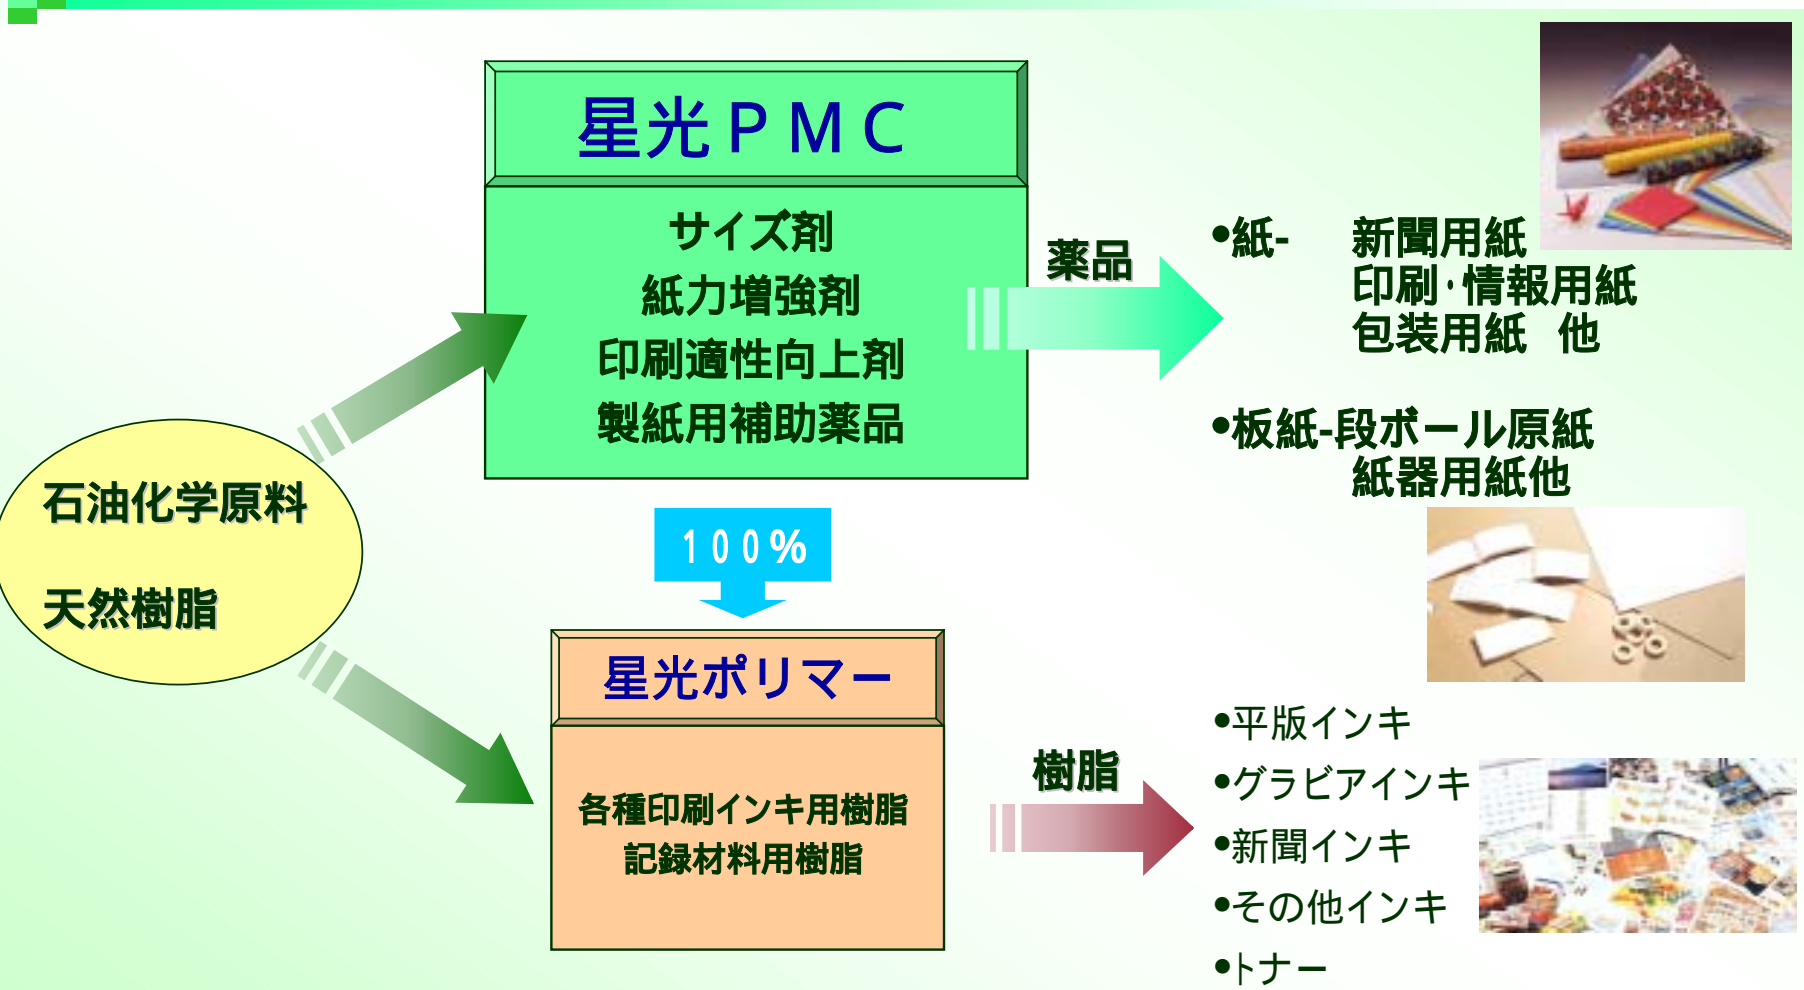 星光ＰＭＣ
サイズ剤
紙力増強剤
印刷適性向上剤
製紙用補助薬品
薬品
•紙- 新聞用紙
印刷･情報用紙
包装用紙 他
•板紙-段ボール原紙
紙器用紙他
石油化学原料
天然樹脂
１００％
星光ポリマー
各種印刷インキ用樹脂
記録材料用樹脂
樹脂
•平版インキ
•グラビアインキ
•新聞インキ
•その他インキ
•トナー